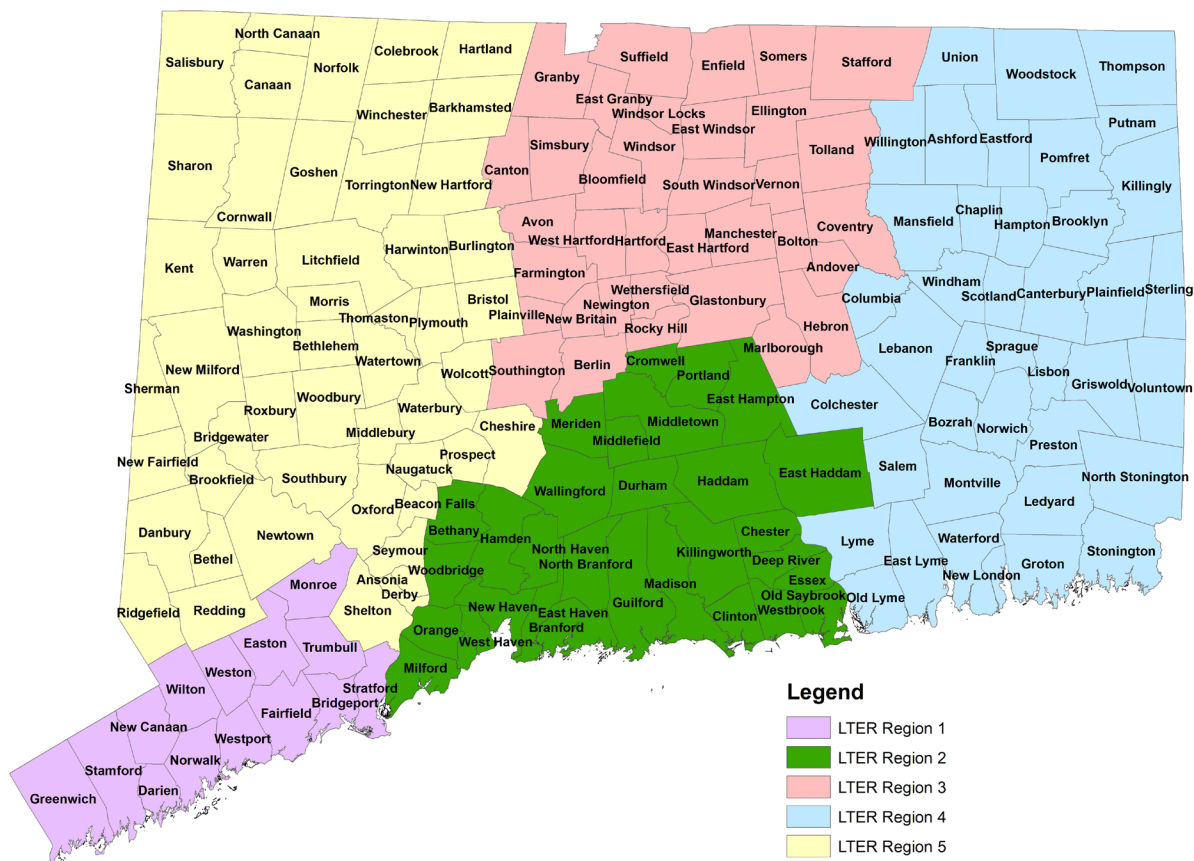 North Canaan
Colebrook
Hartland
Salisbury
Norfolk
Canaan
Winchester
Barkhamsted
Suffield
Enfield
Somers
Stafford
Granby
East Granby
Windsor Locks
East Windsor
Ellington
Union
Woodstock
Thompson
Putnam
Sharon
Goshen
Torrington
New Hartford
Canton
Simsbury
Windsor
Bloomfield
South Windsor
Vernon
Tolland
Willington
Ashford
Eastford
Pomfret
Killingly
Cornwall
Kent
Warren
Litchfield
Harwinton
Burlington
Avon
West Hartford
Hartford
East Hartford
Manchester
Bolton
Coventry
Andover
Mansfield
Chaplin
Hampton
Brooklyn
Farmington
Wethersfield
Newington
Glastonbury
Columbia
Windham
Scotland
Canterbury
Plainfield
Sterling
Morris
Thomaston
Plymouth
Bristol
Plainville
New Britain
Rocky Hill
Hebron
Marlborough
Washington
Bethlehem
Watertown
Wolcott
Southington
Berlin
Cromwell
Portland
East Hampton
Lebanon
Franklin
Sprague
Lisbon
Griswold
Voluntown
New Milford
Sherman
Roxbury
Woodbury
Waterbury
Middlebury
Cheshire
Meriden
Middletown
Middlefield
Colchester
Bozrah
Norwich
Preston
Bridgewater
New Fairfield
Brookfield
Southbury
Naugatuck
Prospect
Wallingford
Durham
Haddam
East Haddam
Salem
Montville
Ledyard
North Stonington
Danbury
Bethel
Newtown
Oxford
Beacon Falls
Bethany
Hamden
North Haven
North Branford
Killingworth
Chester
Deep River
Essex
Lyme
East Lyme
Waterford
New London
Groton
Stonington
Seymour
Woodbridge
Ansonia
Derby
Shelton
Monroe
Ridgefield
Redding
Easton
Trumbull
Orange
New Haven
West Haven
East Haven
Branford
Guilford
Madison
Clinton
Old Saybrook
Westbrook
Old Lyme
Milford
Weston
Wilton
Stratford
Bridgeport
Fairfield
New Canaan
Westport
Norwalk
Stamford
Darien
Greenwich
Legend
LTER Region 1
LTER Region 2
LTER Region 3
LTER Region 4
LTER Region 5